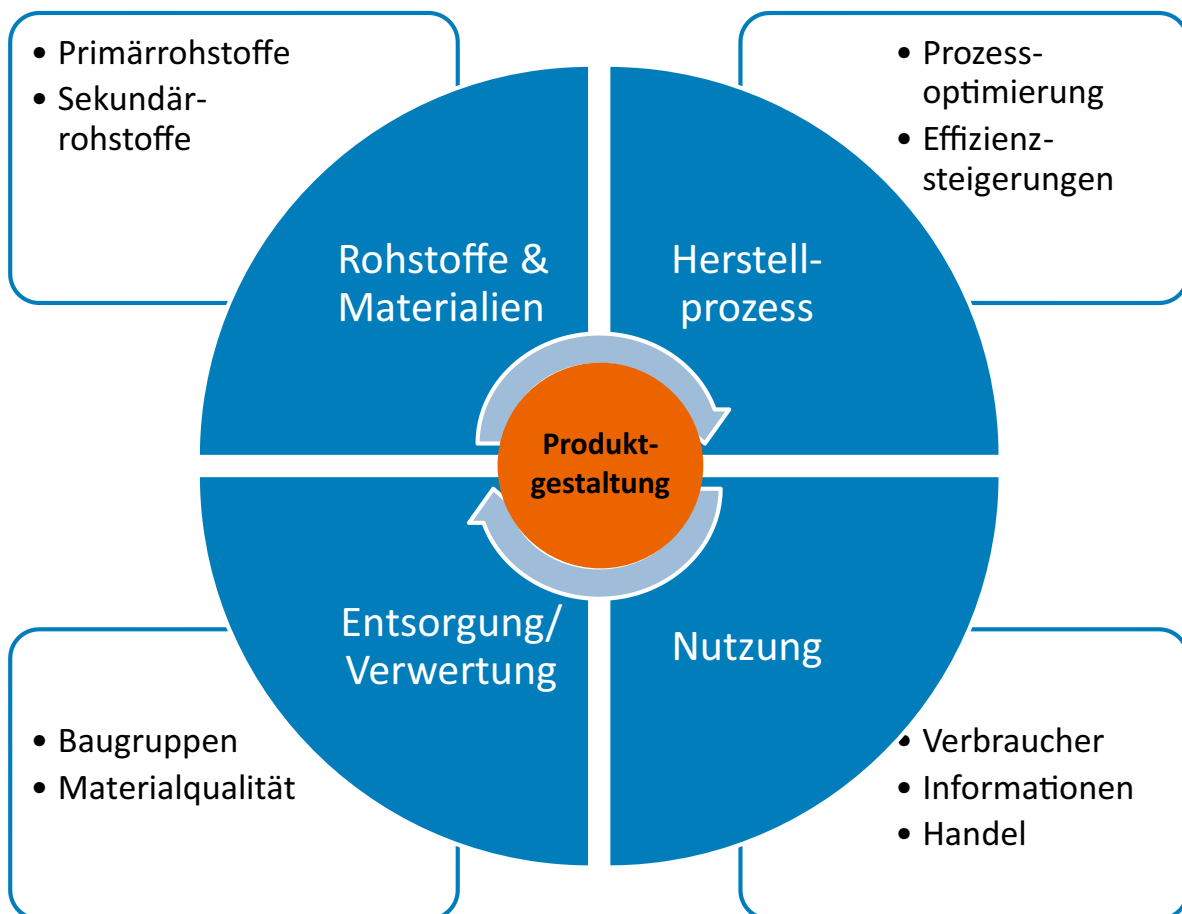 • Primärrohstoffe
• Sekundär-
rohstoffe
• Prozess-
optimierung
• Effizienz-
steigerungen
Rohstoffe &
Materialien
Herstell-
prozess
Produkt-
gestaltung
Entsorgung/
Verwertung
Nutzung
• Baugruppen
• Materialqualität
• Verbraucher
• Informationen
• Handel